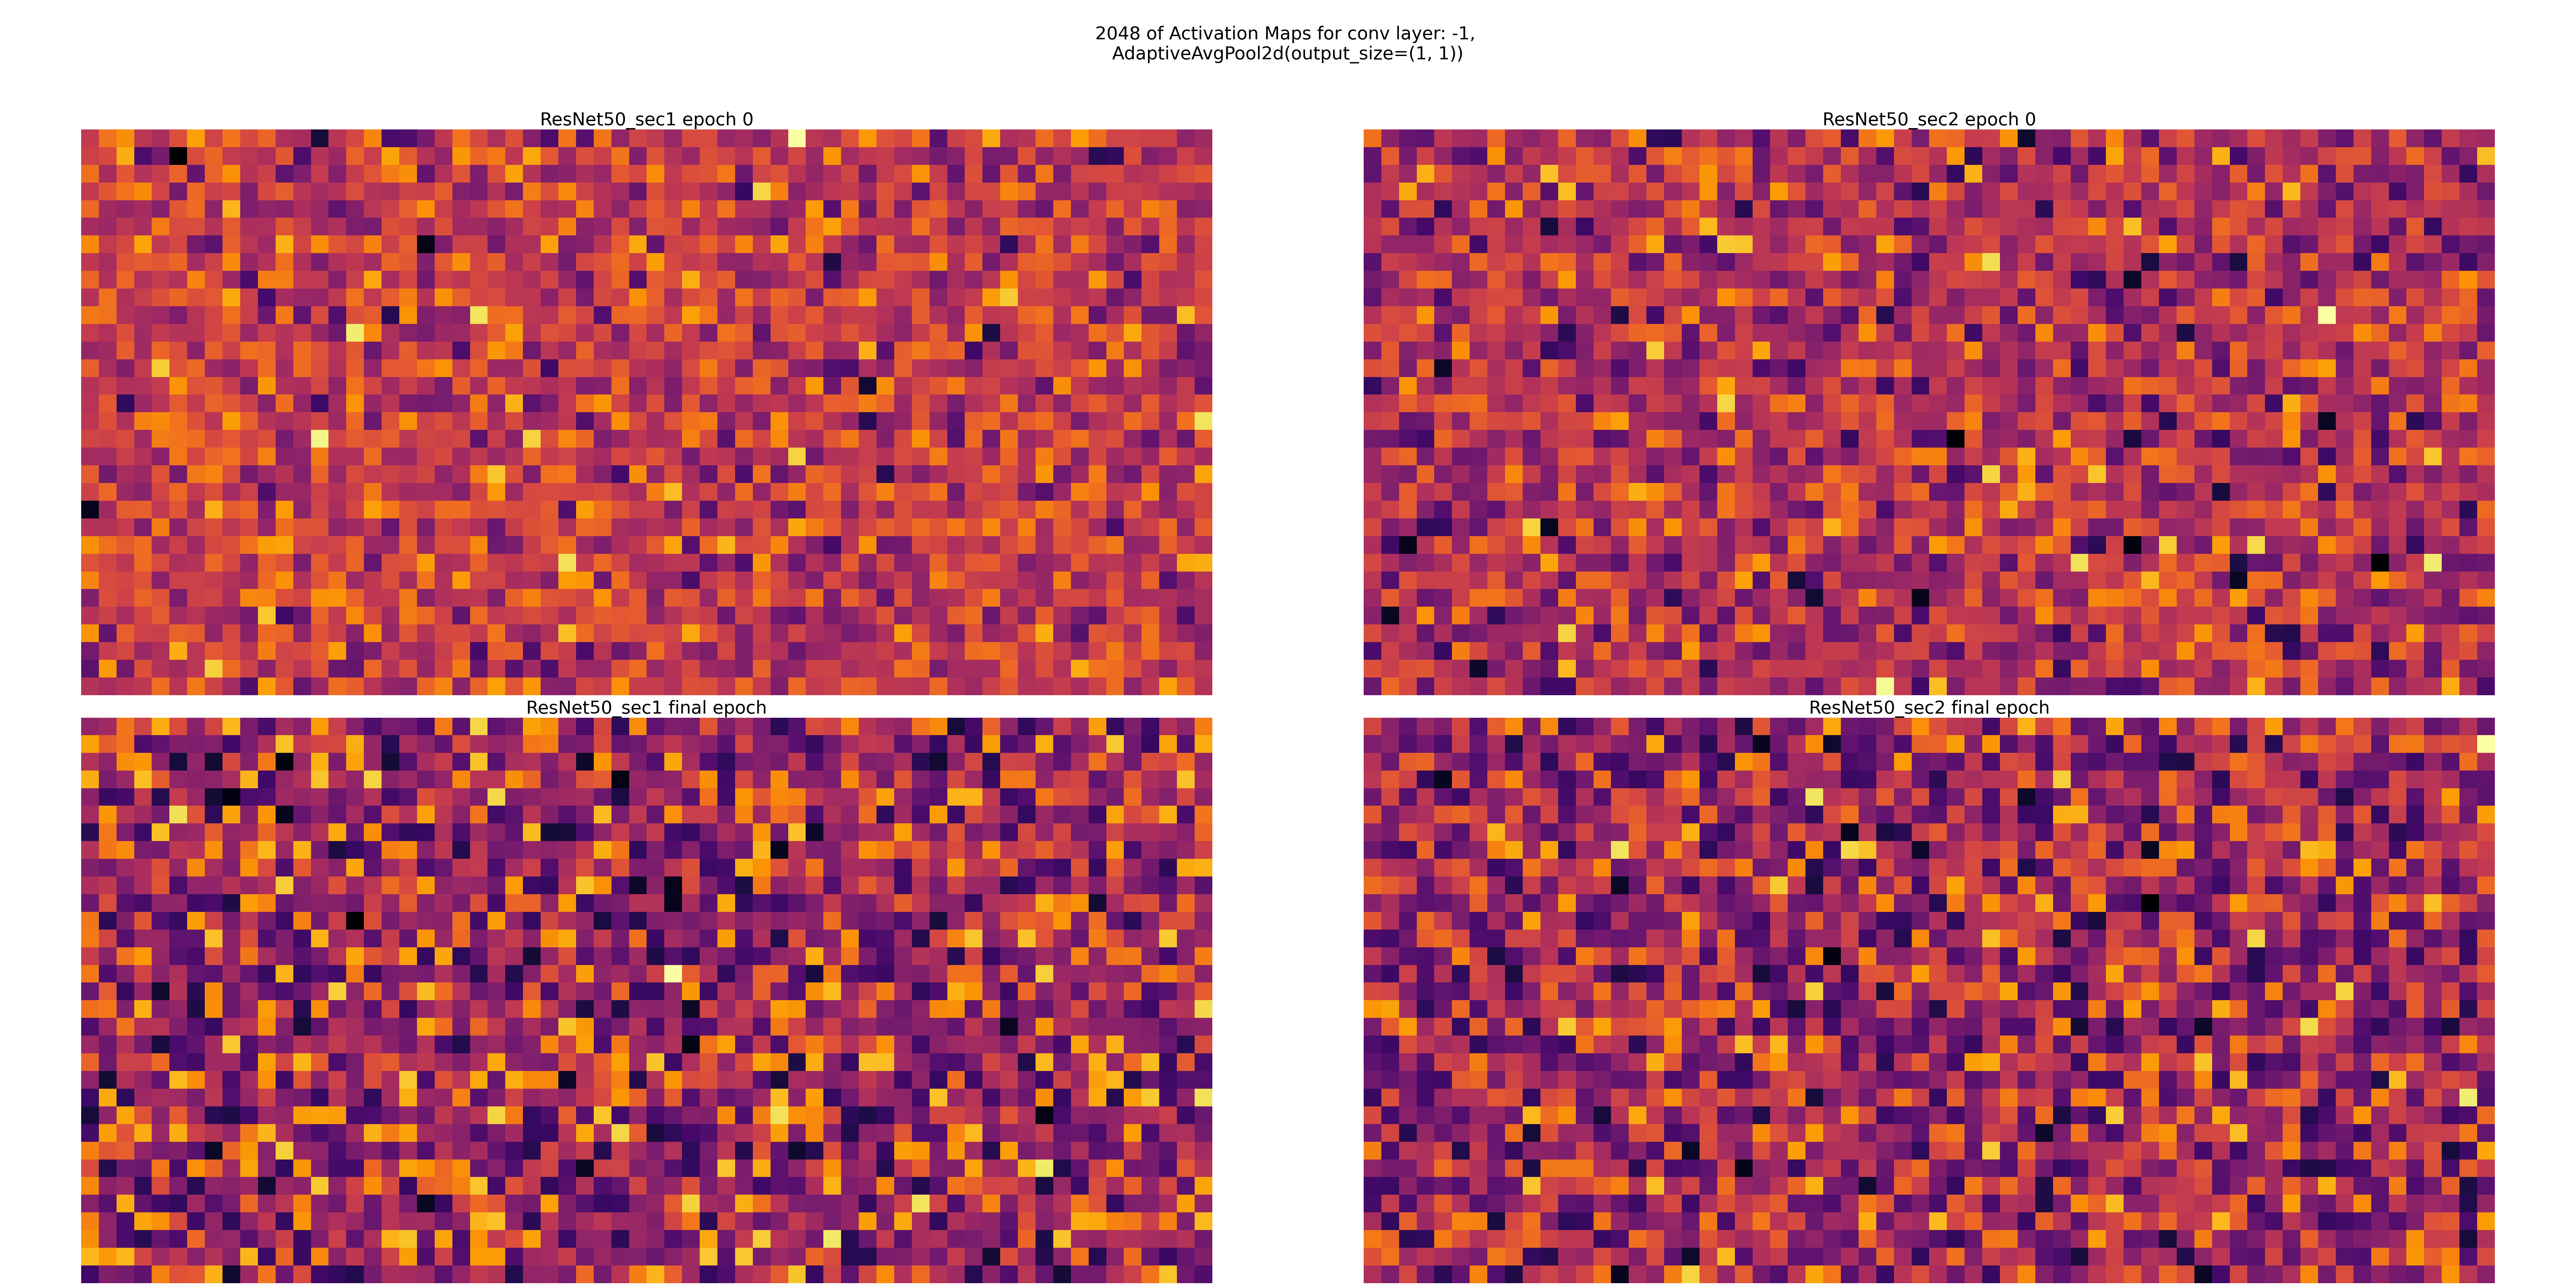 2048 of Activation Maps for conv layer: -1,
AdaptiveAvgPool2d(output_size=(1, 1))
ResNet50_sec1 epoch 0
ResNet50_sec2 epoch 0
ResNet50_sec1 final epoch
ResNet50_sec2 final epoch